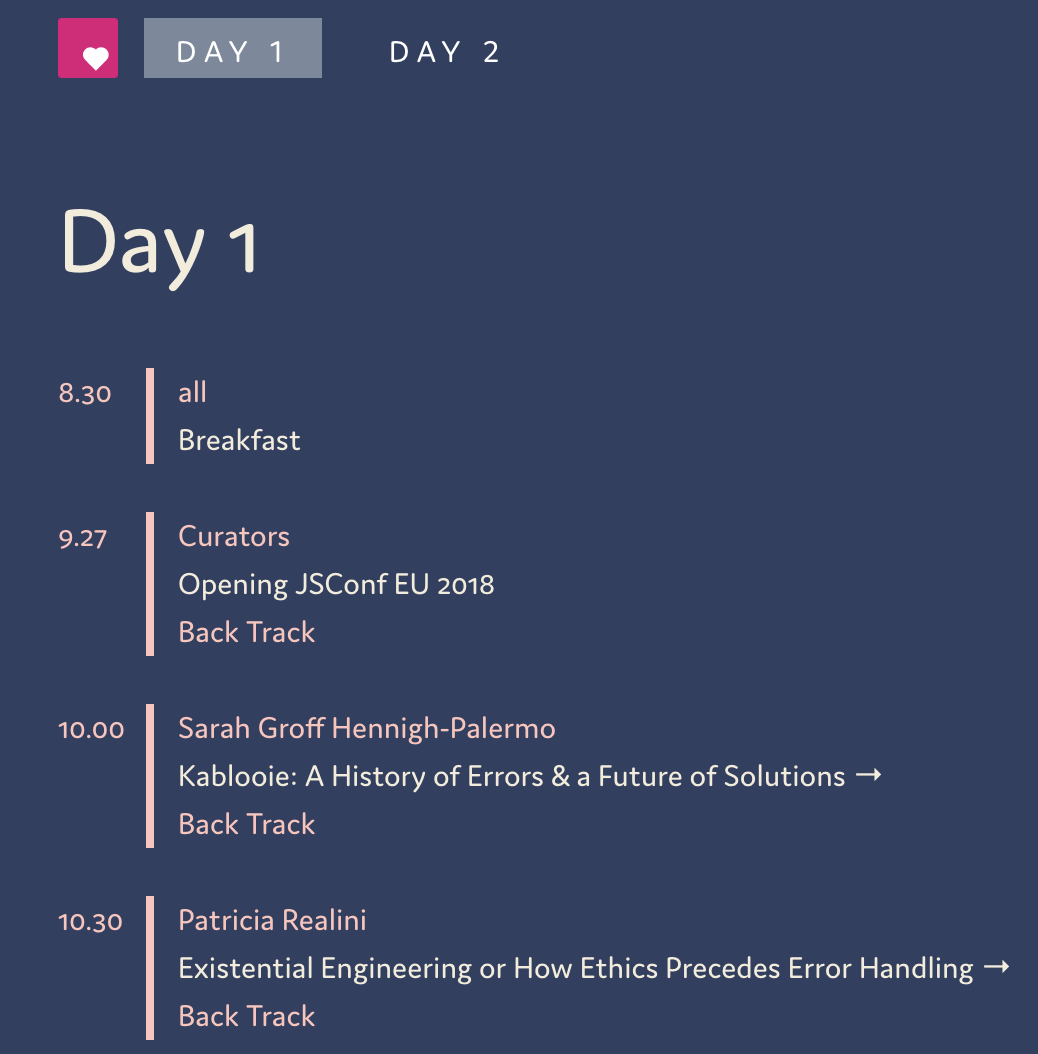 DAY 1 DAY 2
Day 1
8.30 all
Breakfast
9.27 Curators
Opening JSConf EU 2018
Back Track
10.00 Sarah Groff Hennigh-Palermo
Kablooie: A History of Errors & a Future of Solutions →
Back Track
10.30 Patricia Realini
Existential Engineering or How Ethics Precedes Error Handling →
Back Track